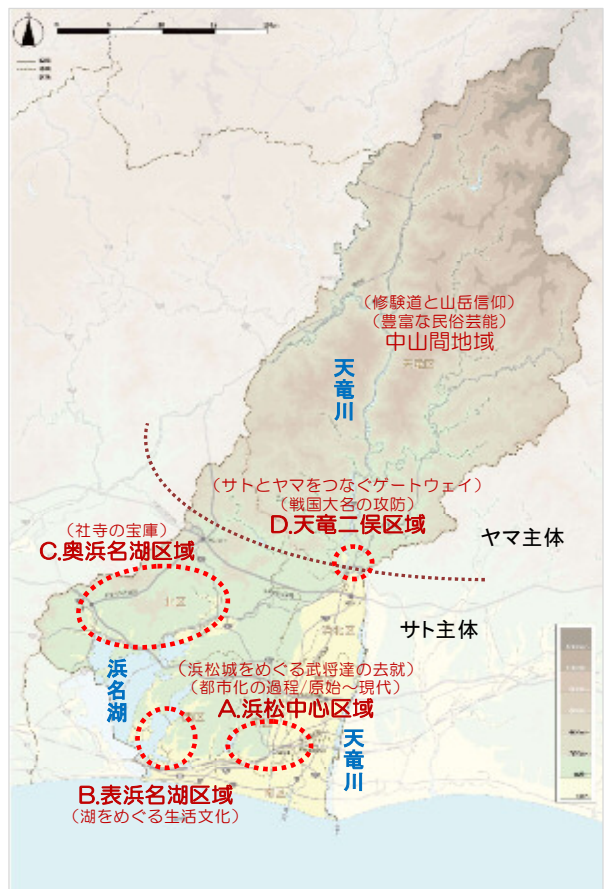 （修験道と山岳信仰）
（豊富な民俗芸能）
中山間地域
天竜川
（サトとヤマをつなぐゲートウェイ）
（戦国大名の攻防）
D.天竜二俣区域
ヤマ主体
（社寺の宝庫）
C.奥浜名湖区域
サト主体
北区
浜名湖
（浜松城をめぐる武将達の去就）
（都市化の過程/原始～現代）
A.浜松中心区域
天竜川
B.表浜名湖区域
（湖をめぐる生活文化）